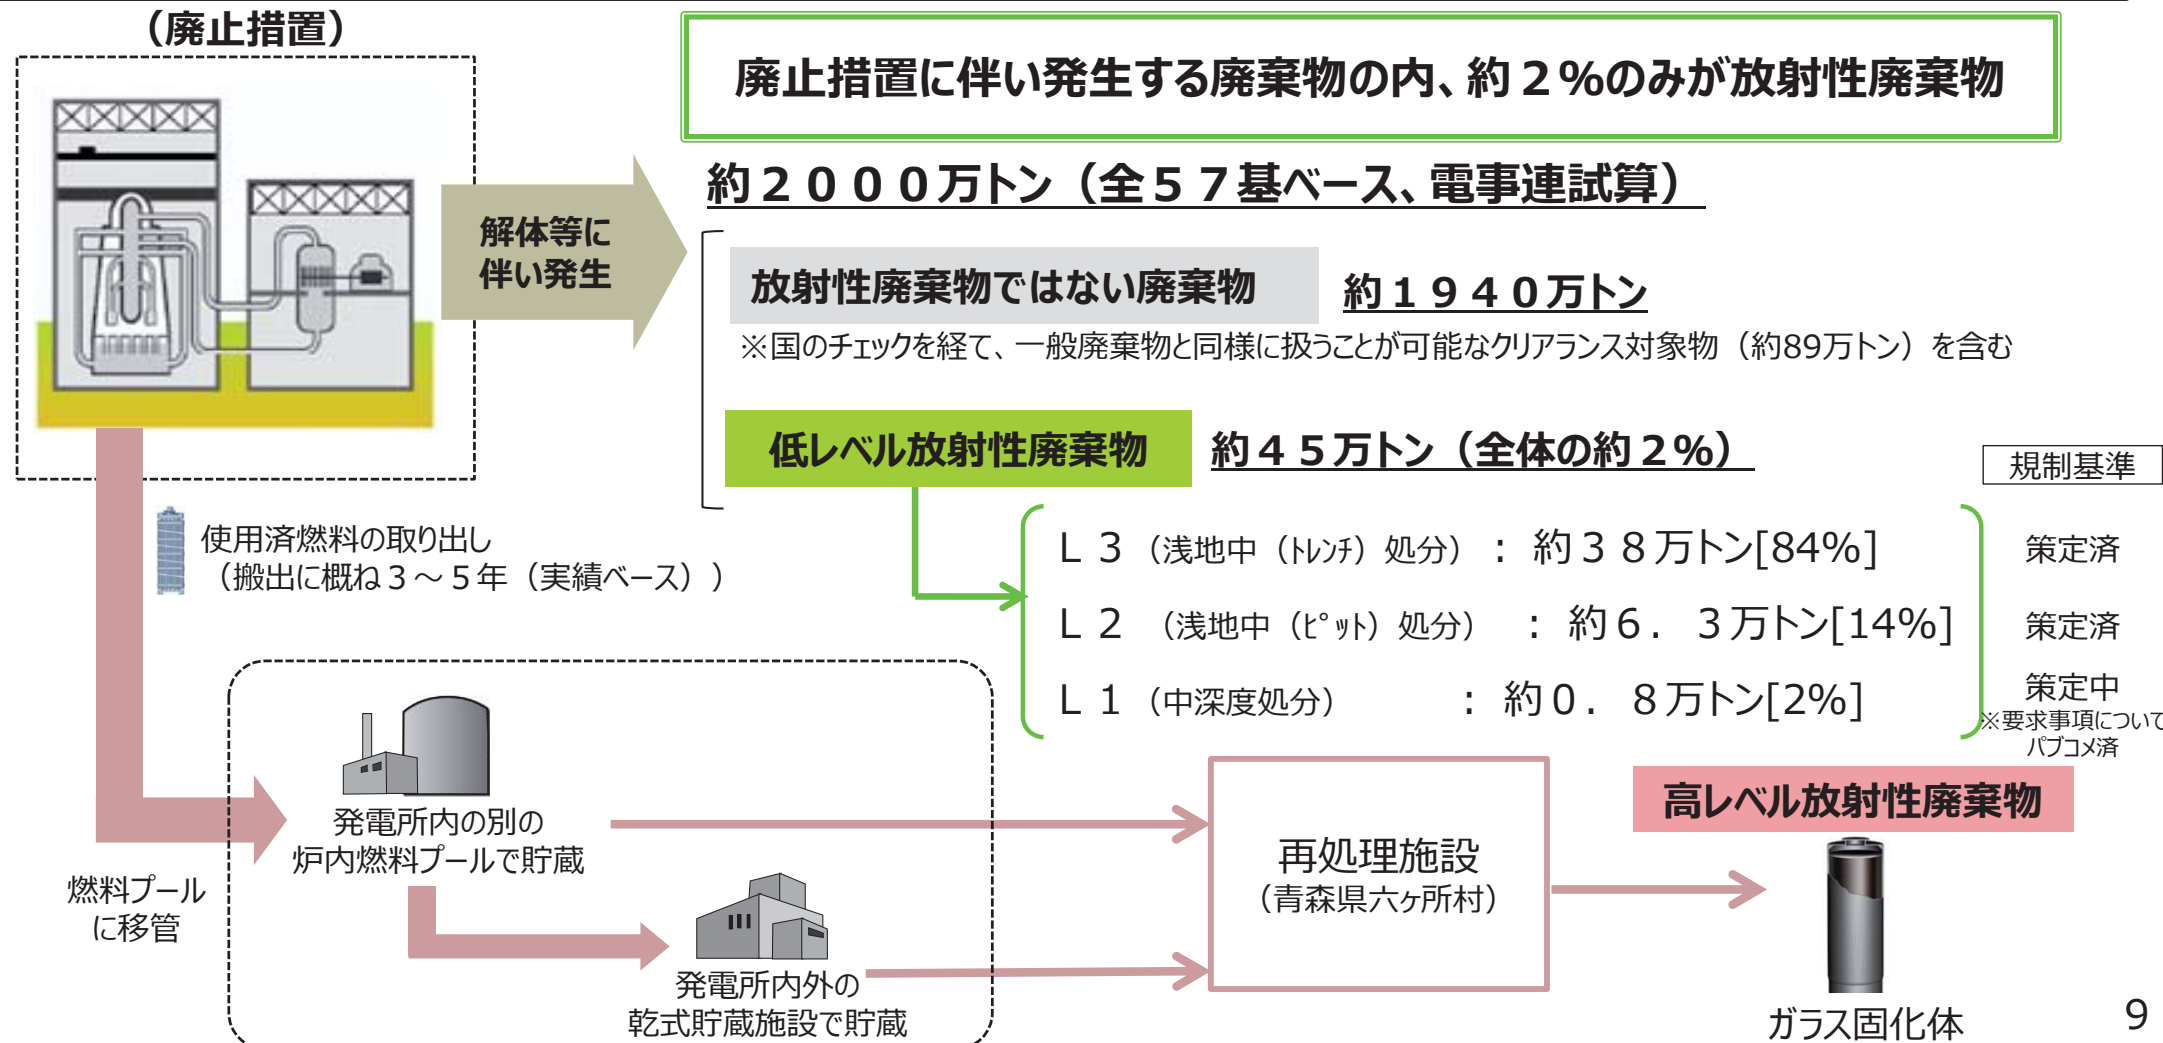 （廃止措置）
廃止措置に伴い発生する廃棄物の内、約２％のみが放射性廃棄物
約２０００万トン（全５７基ベース、電事連試算）
解体等に
伴い発生
放射性廃棄物ではない廃棄物
約１９４０万トン
※国のチェックを経て、一般廃棄物と同様に扱うことが可能なクリアランス対象物（約89万トン）を含む
低レベル放射性廃棄物
約４５万トン（全体の約２％）
規制基準
Ｌ３（浅地中（ﾄﾚﾝﾁ）処分）：約３８万トン[84%]
策定済
Ｌ２（浅地中（ﾋﾟｯﾄ）処分）：約６．３万トン[14%]
策定済
Ｌ１（中深度処分）：約０．８万トン[2%]
策定中
※要求事項について
パブコメ済
使用済燃料の取り出し
（搬出に概ね３～５年（実績ベース））
燃料プール
に移管
発電所内の別の
炉内燃料プールで貯蔵
発電所内外の
乾式貯蔵施設で貯蔵
再処理施設
（青森県六ヶ所村）
高レベル放射性廃棄物
ガラス固化体
9